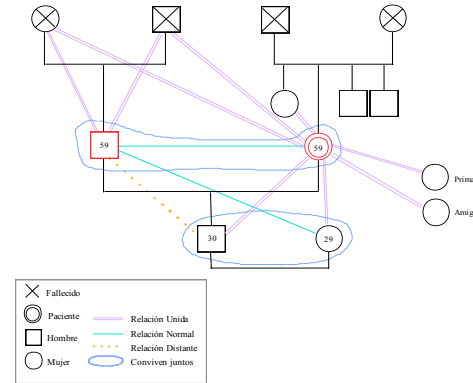 59
59
Prima
Amig
30
29
Fallecido
Paciente
Hombre
Mujer
Relación Unida
Relación Normal
Relación Distante
Conviven juntos